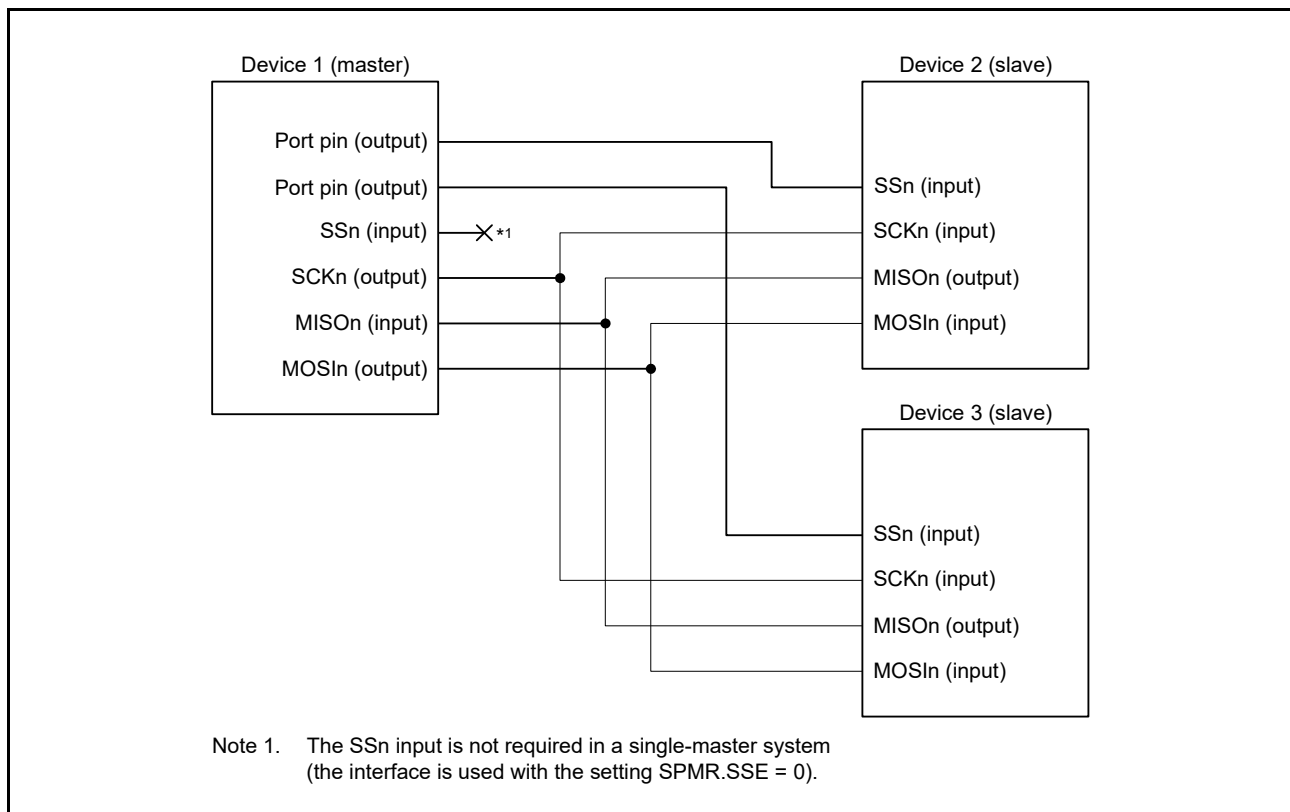 Device 1 (master)
Port pin (output)
Port pin (output)
SSn (input)
*1
SCKn (output)
MISOn (input)
MOSIn (output)
Device 2 (slave)
SSn (input)
SCKn (input)
MISOn (output)
MOSIn (input)
Device 3 (slave)
SSn (input)
SCKn (input)
MISOn (output)
MOSIn (input)
Note 1. The SSn input is not required in a single-master system
(the interface is used with the setting SPMR.SSE = 0).